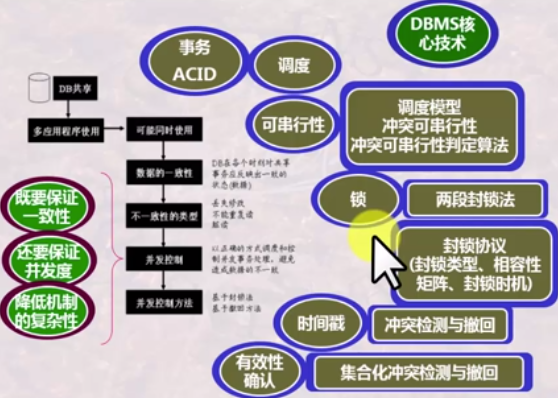 DBMS核
心技术
事务
ACID
调度
DB共享
可串行性
调度模型
冲突可串行性
冲突可串行性判定算法
多应用程序使用
可能同时使用
数据的一致性
DB在各个时刻对共享
事务应反映出一致的
状态(数据)
既要保证
一致性
锁
两段封锁法
不一致性的类型
丢失修改
不能重复读
脏读
还要保证
并发度
封锁协议
(封锁类型、相容性
矩阵、封锁时机)
并发控制
以正确的方式调度和控
制并发事务处理，避免
造成数据的不一致
降低机制
的复杂性
并发控制方法
基于封锁法
基于撤回方法
时间戳
冲突检测与撤回
有效性
确认
集合化冲突检测与撤回